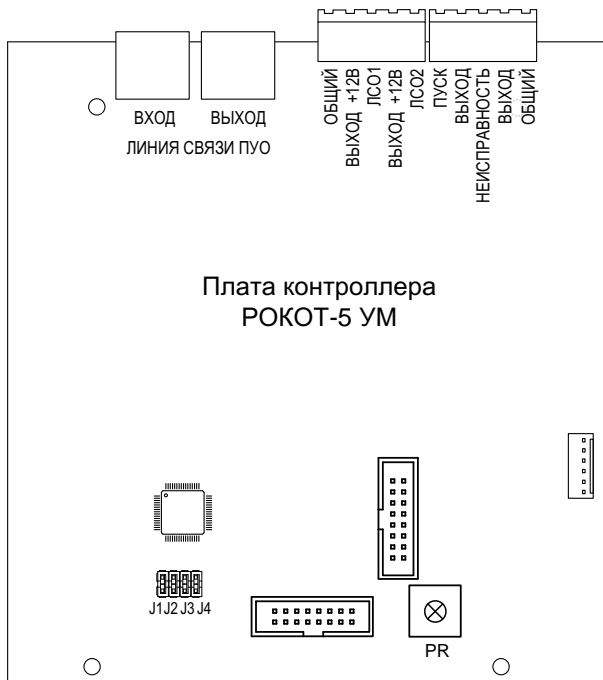 ВХОД
ВЫХОД
ЛИНИЯ СВЯЗИ ПУО
ОБЩИЙ
ВЫХОД +12В
ЛСО1
ВЫХОД +12В
ЛСО2
ПУСК
ВЫХОД
НЕИСПРАВНОСТЬ
ВЫХОД
ОБЩИЙ
Плата контроллера
РОКОТ-5 УМ
J1 J2 J3 J4
PR